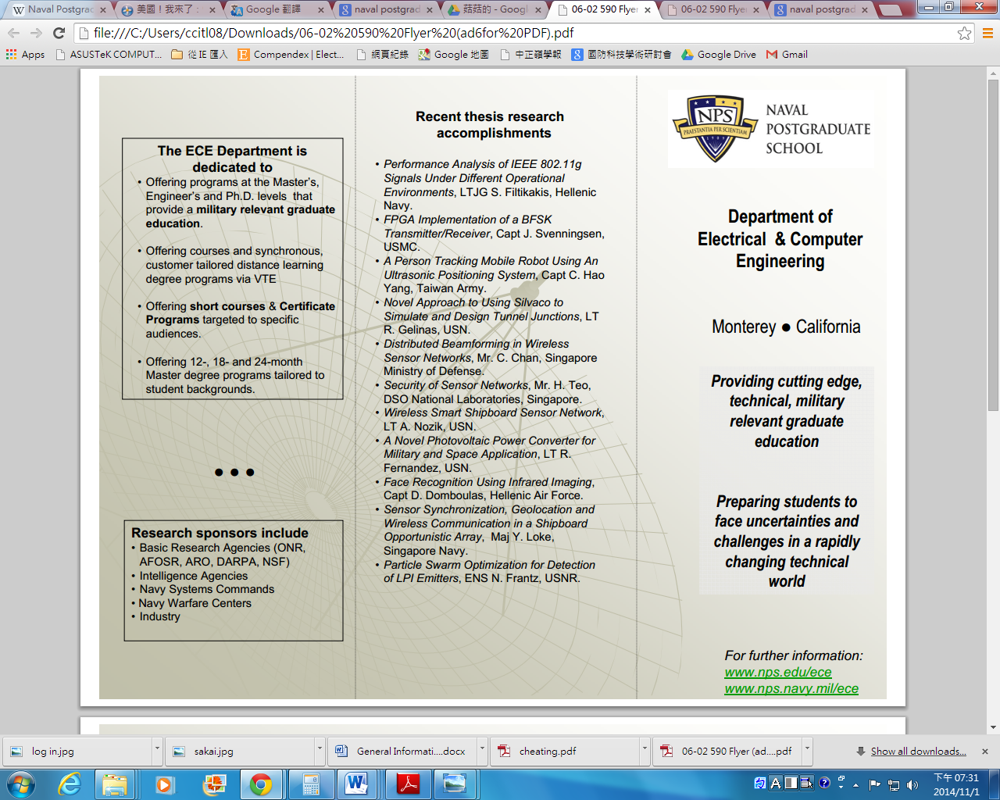 Naval Postgrad
美國！我來了：
Google 翻譯
naval postgrad
菇菇的 - Googl
06-02 590 Flyer
06-02 590 Flye
naval postgrad
file:///C:/Users/ccitl08/Downloads/06-02%20590%20Flyer%20(ad6for%20PDF).pdf
Apps
ASUSTeK COMPUT...
從 IE 匯入
Compendex | Elect...
網頁紀錄
Google 地圖
中正嶺學報
國防科技學術研討會
Google Drive
Gmail
The ECE Department is
dedicated to
• Offering programs at the Master's,
Engineer's and Ph.D. levels that
provide a military relevant graduate
education.
• Offering courses and synchronous,
customer tailored distance learning
degree programs via VTE
• Offering short courses & Certificate
Programs targeted to specific
audiences.
• Offering 12-, 18- and 24-month
Master degree programs tailored to
student backgrounds.
● ● ●
Research sponsors include
• Basic Research Agencies (ONR,
AFOSR, ARO, DARPA, NSF)
• Intelligence Agencies
• Navy Systems Commands
• Navy Warfare Centers
• Industry
Recent thesis research
accomplishments
• Performance Analysis of IEEE 802.11g
Signals Under Different Operational
Environments, LTJG S. Filtikakis, Hellenic
Navy.
• FPGA Implementation of a BFSK
Transmitter/Receiver, Capt J. Svenningsen,
USMC.
• A Person Tracking Mobile Robot Using An
Ultrasonic Positioning System, Capt C. Hao
Yang, Taiwan Army.
• Novel Approach to Using Silvaco to
Simulate and Design Tunnel Junctions, LT
R. Gelinas, USN.
• Distributed Beamforming in Wireless
Sensor Networks, Mr. C. Chan, Singapore
Ministry of Defense.
• Security of Sensor Networks, Mr. H. Teo,
DSO National Laboratories, Singapore.
• Wireless Smart Shipboard Sensor Network,
LT A. Nozik, USN.
• A Novel Photovoltaic Power Converter for
Military and Space Application, LT R.
Fernandez, USN.
• Face Recognition Using Infrared Imaging,
Capt D. Domboulas, Hellenic Air Force.
• Sensor Synchronization, Geolocation and
Wireless Communication in a Shipboard
Opportunistic Array, Maj Y. Loke,
Singapore Navy.
• Particle Swarm Optimization for Detection
of LPI Emitters, ENS N. Frantz, USNR.
NPS
PRAESTANTIA PER SCIENTIAM
1909
NAVAL
POSTGRADUATE
SCHOOL
Department of
Electrical & Computer
Engineering
Monterey ● California
Providing cutting edge,
technical, military
relevant graduate
education
Preparing students to
face uncertainties and
challenges in a rapidly
changing technical
world
For further information:
www.nps.edu/ece
www.nps.navy.mil/ece
log in.jpg
sakai.jpg
General Informati....docx
cheating.pdf
06-02 590 Flyer (ad....pdf
Show all downloads...
下午 07:31
2014/11/1